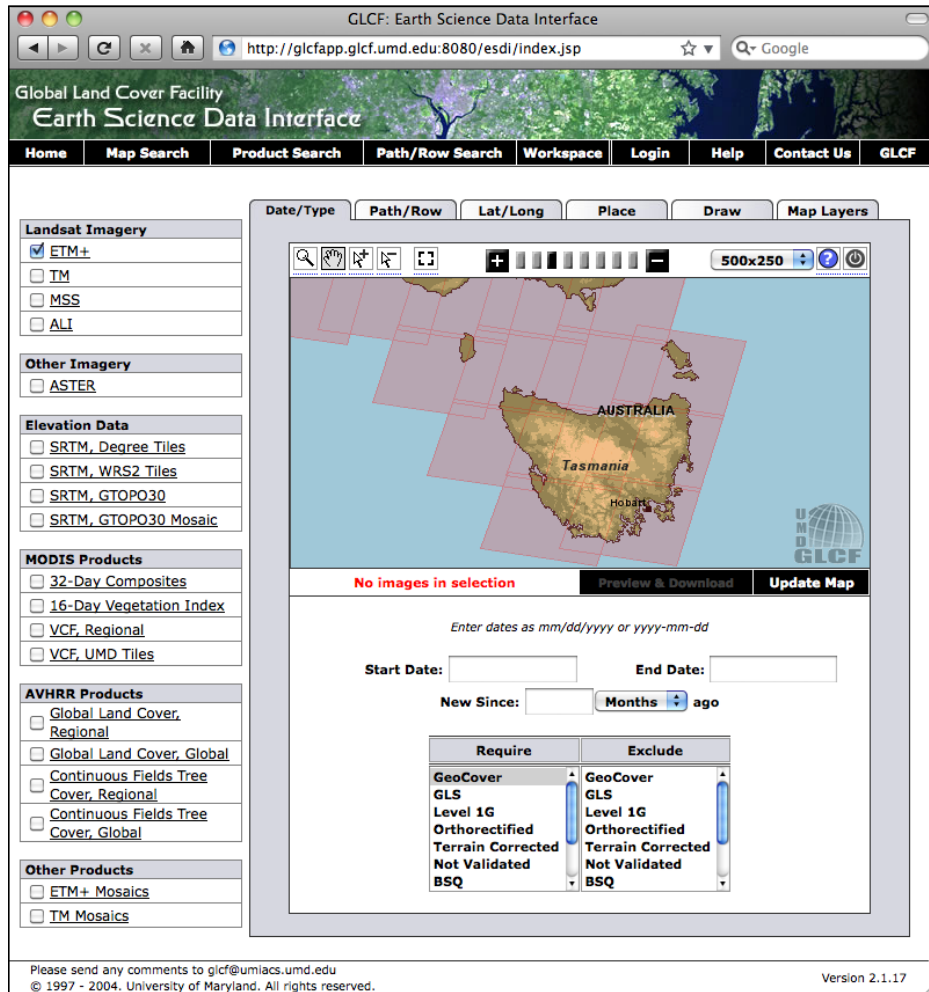 GLCF: Earth Science Data Interface
http://glcfapp.glcf.umd.edu:8080/esdi/index.jsp
Google
Global Land Cover Facility
Earth Science Data Interface
Home Map Search Product Search Path/Row Search Workspace Login Help Contact Us GLCF
Date/Type Path/Row Lat/Long Place Draw Map Layers
Landsat Imagery
ETM+
TM
MSS
ALI
Other Imagery
ASTER
Elevation Data
SRTM, Degree Tiles
SRTM, WRS2 Tiles
SRTM, GTOPO30
SRTM, GTOPO30 Mosaic
MODIS Products
32-Day Composites
16-Day Vegetation Index
VCF, Regional
VCF, UMD Tiles
AVHRR Products
Global Land Cover,
Regional
Global Land Cover, Global
Continuous Fields Tree
Cover, Regional
Continuous Fields Tree
Cover, Global
Other Products
ETM+ Mosaics
TM Mosaics
500x250
AUSTRALIA
Tasmania
Hobart
UMD
GLCF
No images in selection Preview & Download Update Map
Enter dates as mm/dd/yyyy or yyyy-mm-dd
Start Date: End Date:
New Since: Months ago
Require Exclude
GeoCover GeoCover
GLS GLS
Level 1G Level 1G
Orthorectified Orthorectified
Terrain Corrected Terrain Corrected
Not Validated Not Validated
BSQ BSQ
Please send any comments to glcf@umiacs.umd.edu
© 1997 - 2004. University of Maryland. All rights reserved.
Version 2.1.17